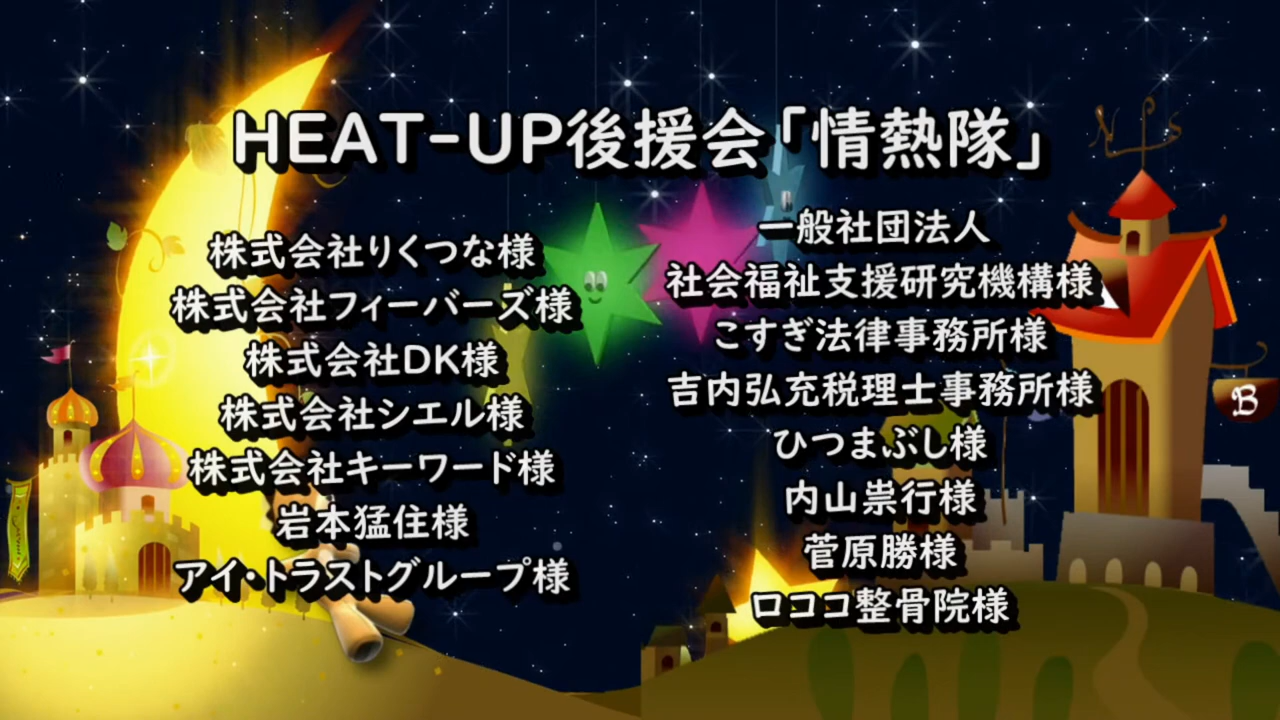 HEAT-UP後援会「情熱隊」
株式会社りくつな様
株式会社フィーバーズ様
株式会社DK様
株式会社シエル様
株式会社キーワード様
岩本猛住様
アイ・トラストグループ様
一般社団法人
社会福祉支援研究機構様
こすぎ法律事務所様
吉内弘充税理士事務所様
ひつまぶし様
内山祟行様
菅原勝様
ロココ整骨院様
NLS
B